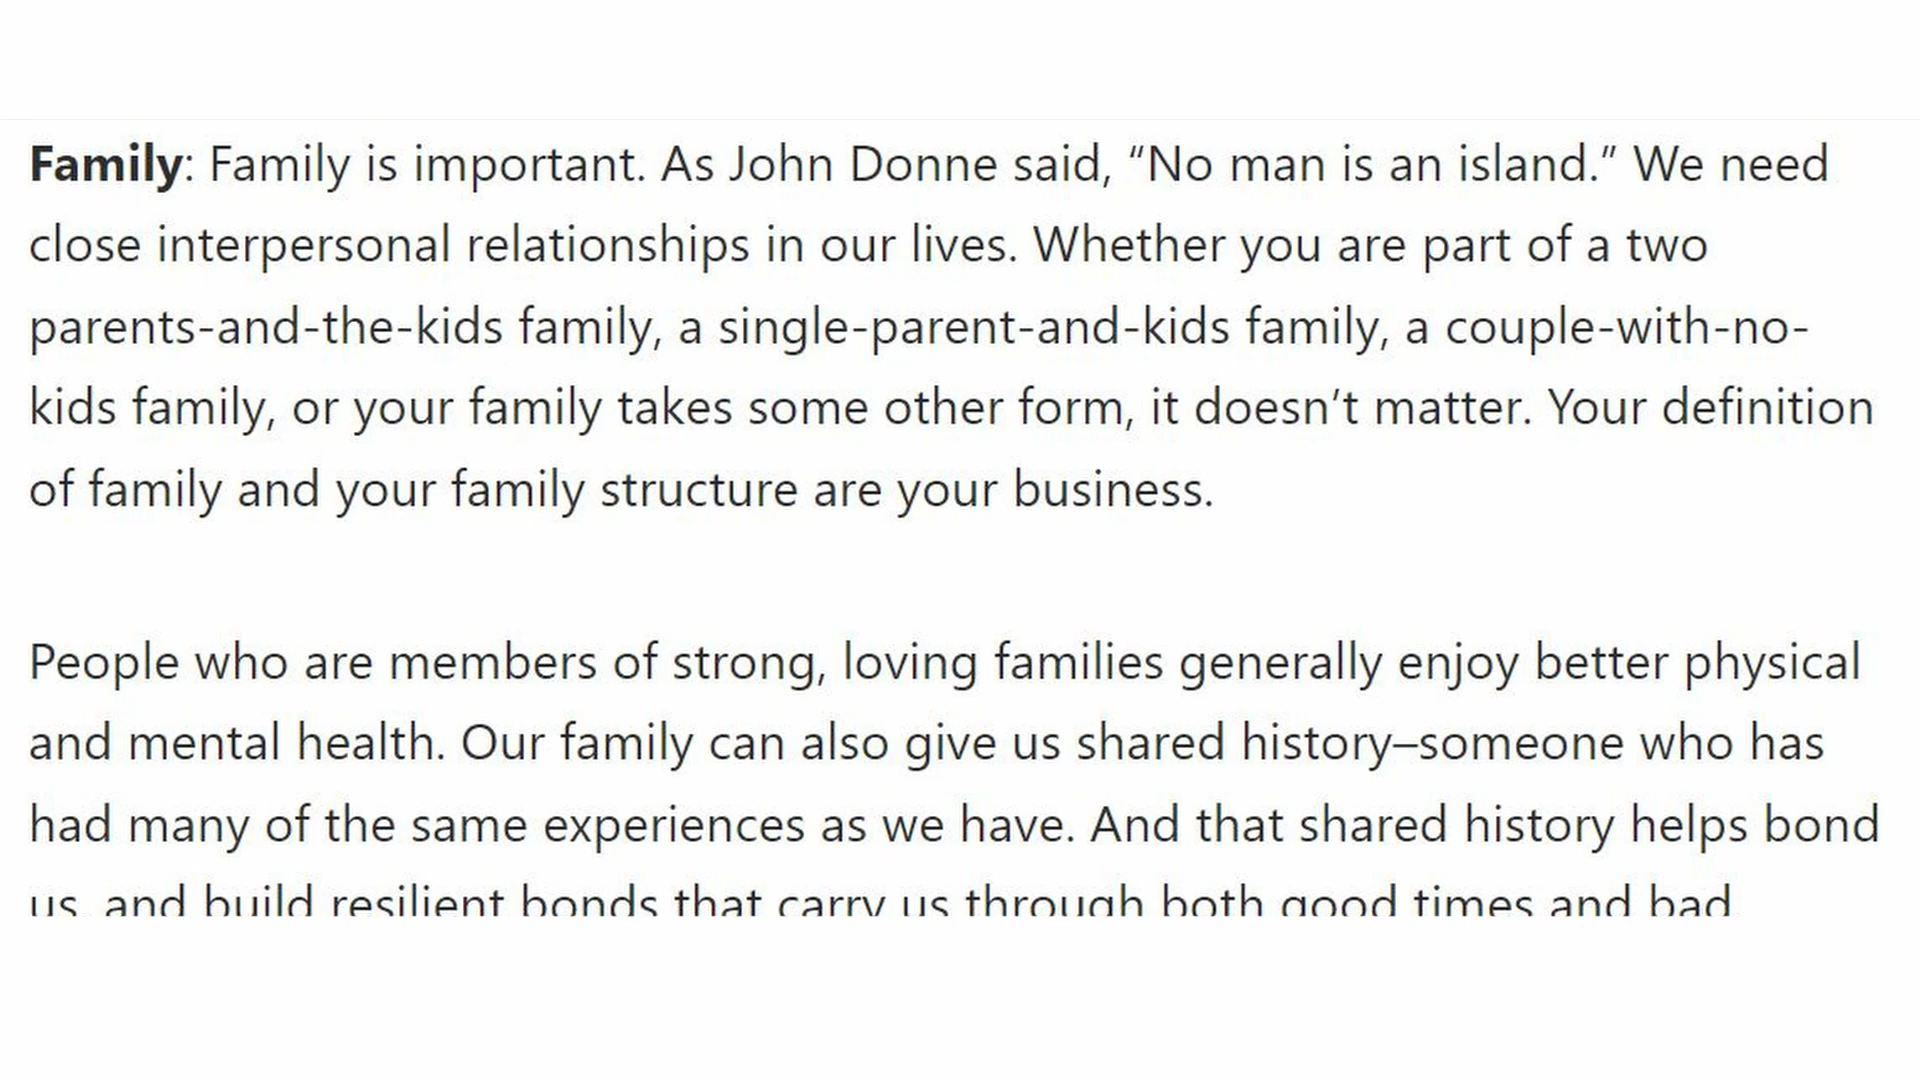 Family: Family is important. As John Donne said, “No man is an island.” We need
close interpersonal relationships in our lives. Whether you are part of a two
parents-and-the-kids family, a single-parent-and-kids family, a couple-with-no-
kids family, or your family takes some other form, it doesn’t matter. Your definition
of family and your family structure are your business.
People who are members of strong, loving families generally enjoy better physical
and mental health. Our family can also give us shared history–someone who has
had many of the same experiences as we have. And that shared history helps bond
us, and build resilient bonds that carry us through both good times and bad